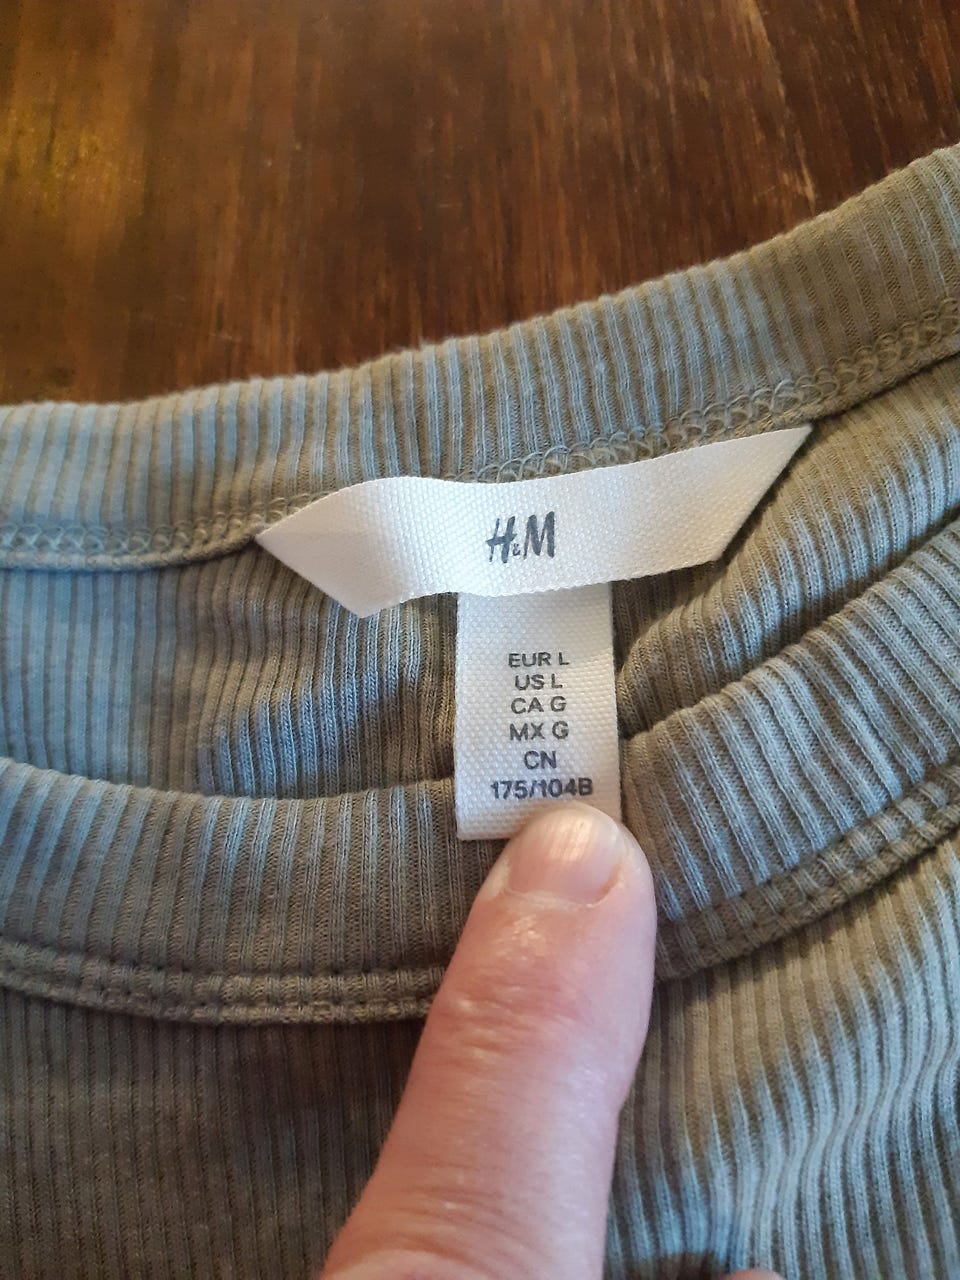 H&M
EUR L
US L
CA G
MX G
CN
175/104B